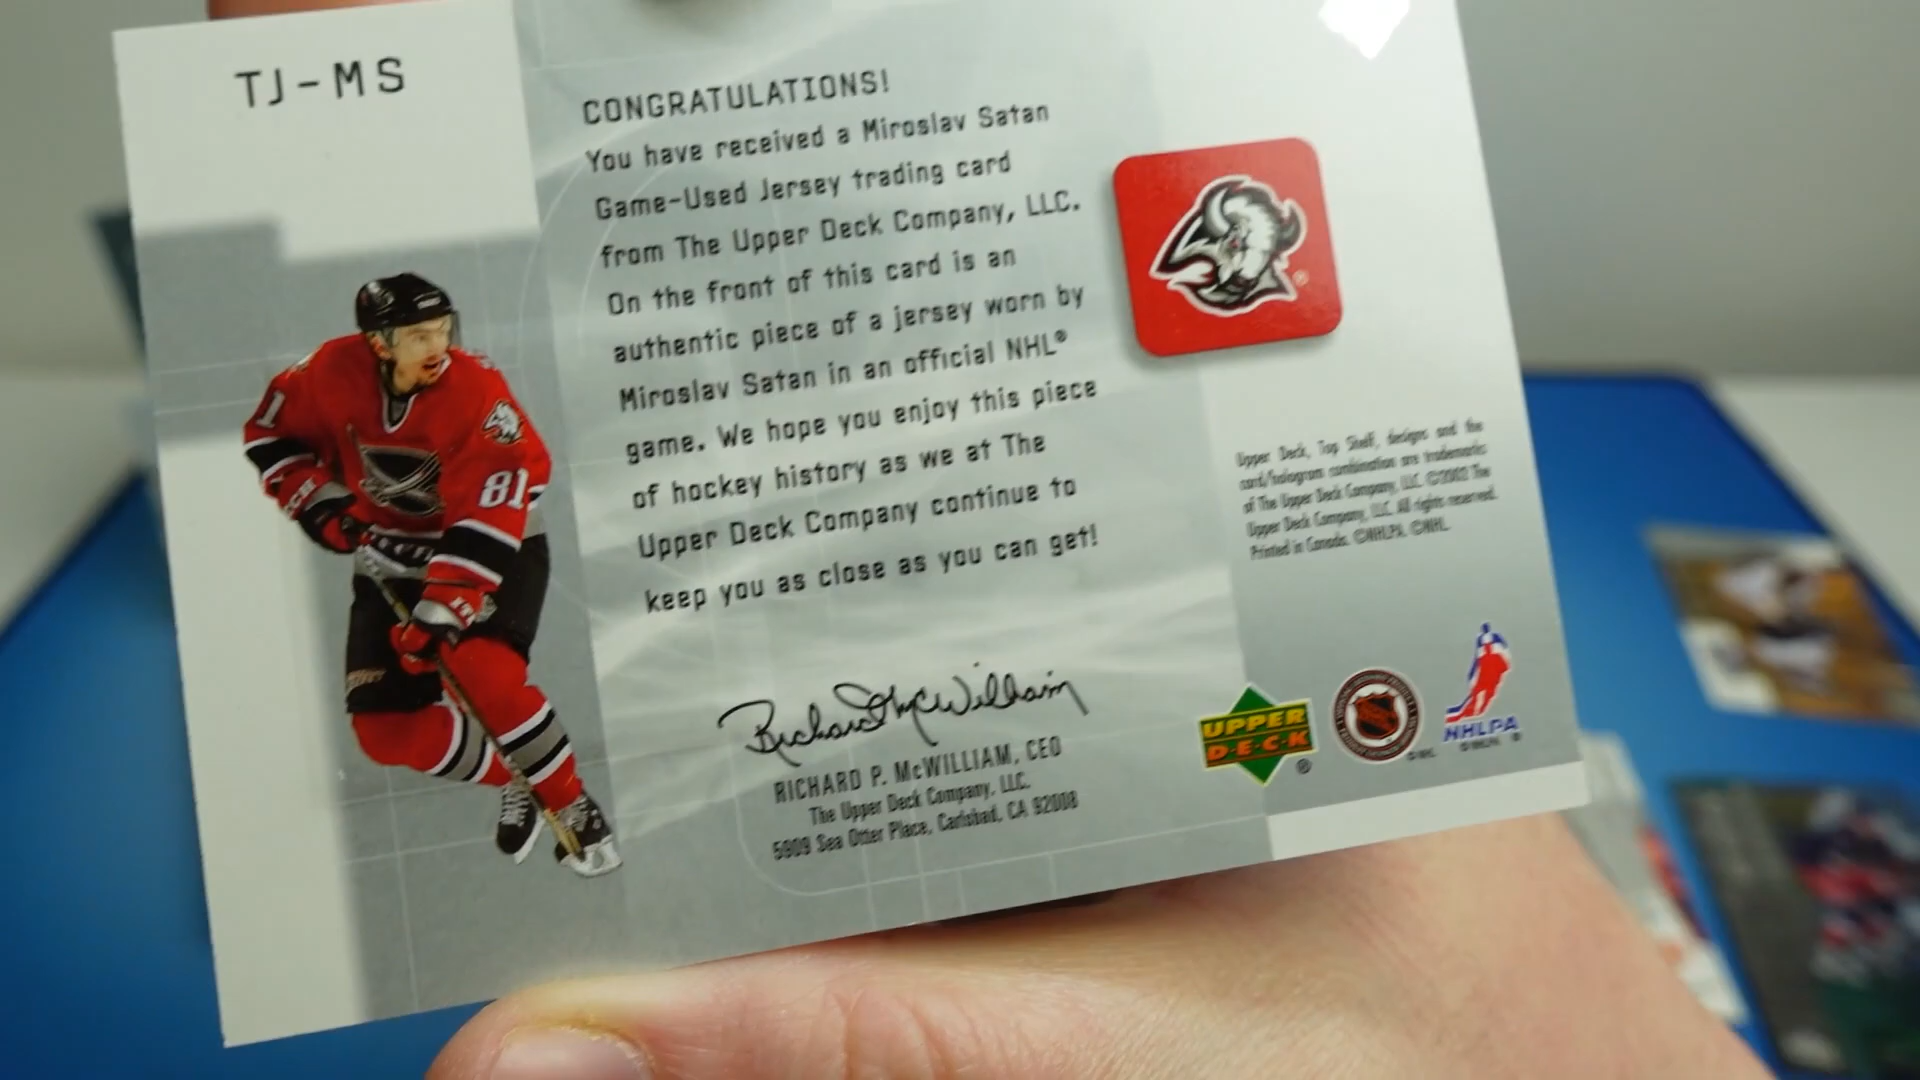 TJ-MS
CONGRATULATIONS!
You have received a Miroslav Satan
Game-Used Jersey trading card
from The Upper Deck Company, LLC.
On the front of this card is an
authentic piece of a jersey worn by
Miroslav Satan in an official NHL®
game. We hope you enjoy this piece
of hockey history as we at The
Upper Deck Company continue to
keep you as close as you can get!
RICHARD P. McWILLIAM, CEO
The Upper Deck Company, LLC.
5909 Sea Otter Place, Carlsbad, CA 92008
1
81
Upper Deck, Top Shelf, designs and the
card/hologram combination are trademarks
of The Upper Deck Company, LLC. ©2002 The
Upper Deck Company, LLC. All rights reserved.
Printed in Canada. ©NHLPA. ©NHL.
UPPER
D·E·C·K
®
NHLPA